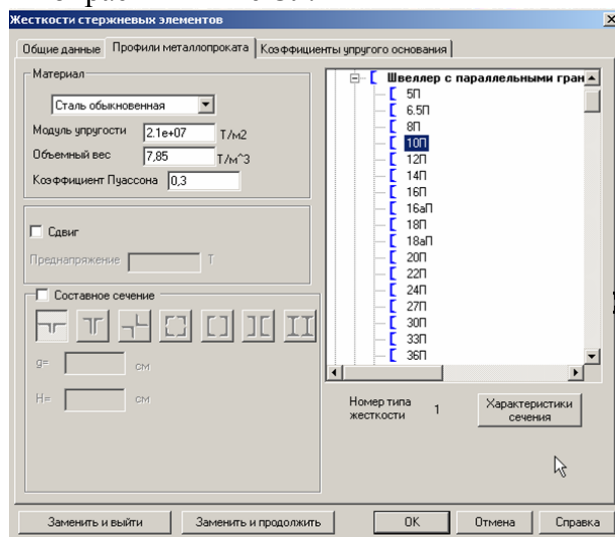 Жесткости стержневых элементов
Общие данные
Профили металлопроката
Коэффициенты упругого основания
Материал
Сталь обыкновенная
Модуль упругости 2.1e+07 Т/м2
Объемный вес 7,85 Т/м^3
Коэффициент Пуассона 0,3
Сдвиг
Преднапряжение Т
Составное сечение
g= см
H= см
Швеллер с параллельными гран
5П
6.5П
8П
10П
12П
14П
16П
16аП
18П
18аП
20П
22П
24П
27П
30П
33П
36П
Номер типа
жесткости 1
Характеристики
сечения
Заменить и выйти
Заменить и продолжить
OK
Отмена
Справка